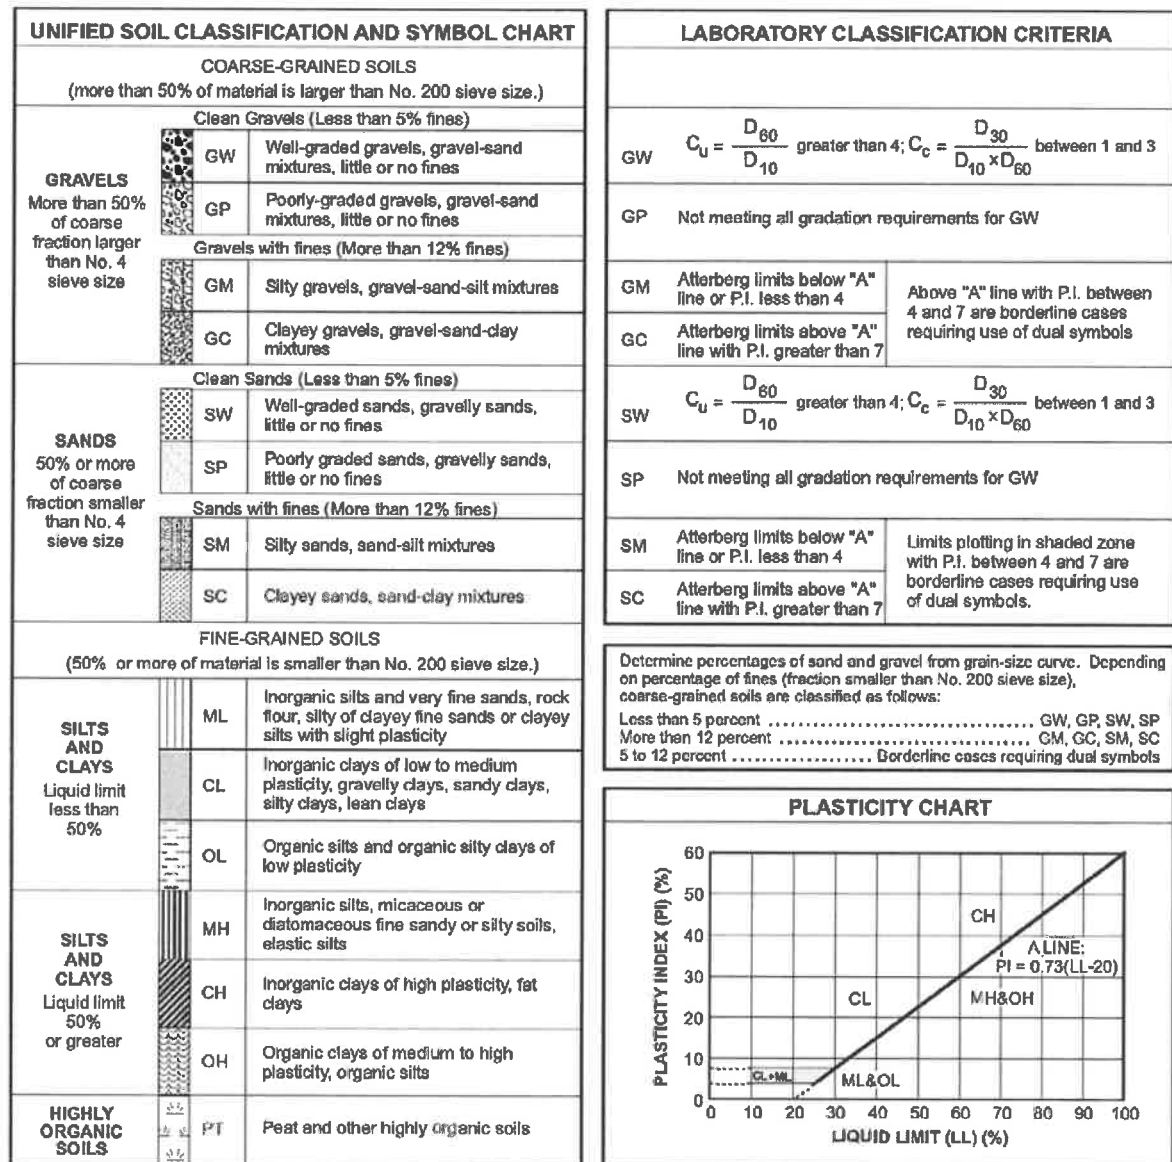 UNIFIED SOIL CLASSIFICATION AND SYMBOL CHART
COARSE-GRAINED SOILS
(more than 50% of material is larger than No. 200 sieve size.)
Clean Gravels (Less than 5% fines)
GRAVELS
More than 50%
of coarse
fraction larger
than No. 4
sieve size
GW
Well-graded gravels, gravel-sand
mixtures, little or no fines
GP
Poorly-graded gravels, gravel-sand
mixtures, little or no fines
Gravels with fines (More than 12% fines)
GM
Silty gravels, gravel-sand-silt mixtures
GC
Clayey gravels, gravel-sand-clay
mixtures
Clean Sands (Less than 5% fines)
SANDS
50% or more
of coarse
fraction smaller
than No. 4
sieve size
SW
Well-graded sands, gravelly sands,
little or no fines
SP
Poorly graded sands, gravelly sands,
little or no fines
Sands with fines (More than 12% fines)
SM
Silty sands, sand-silt mixtures
SC
Clayey sands, sand-clay mixtures
FINE-GRAINED SOILS
(50% or more of material is smaller than No. 200 sieve size.)
SILTS
AND
CLAYS
Liquid limit
less than
50%
ML
Inorganic silts and very fine sands, rock
flour, silty of clayey fine sands or clayey
silts with slight plasticity
CL
Inorganic clays of low to medium
plasticity, gravelly clays, sandy clays,
silty clays, lean clays
OL
Organic silts and organic silty clays of
low plasticity
SILTS
AND
CLAYS
Liquid limit
50%
or greater
MH
Inorganic silts, micaceous or
diatomaceous fine sandy or silty soils,
elastic silts
CH
Inorganic clays of high plasticity, fat
clays
OH
Organic clays of medium to high
plasticity, organic silts
HIGHLY
ORGANIC
SOILS
PT
Peat and other highly organic soils
LABORATORY CLASSIFICATION CRITERIA
GW
Cu = D60 / D10 greater than 4; Cc = D30 / D10 x D60 between 1 and 3
GP
Not meeting all gradation requirements for GW
GM
Atterberg limits below "A"
line or P.I. less than 4
GC
Atterberg limits above "A"
line with P.I. greater than 7
Above "A" line with P.I. between
4 and 7 are borderline cases
requiring use of dual symbols
SW
Cu = D60 / D10 greater than 4; Cc = D30 / D10 x D60 between 1 and 3
SP
Not meeting all gradation requirements for GW
SM
Atterberg limits below "A"
line or P.I. less than 4
SC
Atterberg limits above "A"
line with P.I. greater than 7
Limits plotting in shaded zone
with P.I. between 4 and 7 are
borderline cases requiring use
of dual symbols.
Determine percentages of sand and gravel from grain-size curve. Depending
on percentage of fines (fraction smaller than No. 200 sieve size),
coarse-grained soils are classified as follows:
Less than 5 percent .................................... GW, GP, SW, SP
More than 12 percent .................................. GM, GC, SM, SC
5 to 12 percent .................... Borderline cases requiring dual symbols
PLASTICITY CHART
PLASTICITY INDEX (PI) (%)
60
50
40
30
20
10
0
CH
A LINE:
PI = 0.73(LL-20)
CL
MH&OH
CL+ML
ML&OL
0 10 20 30 40 50 60 70 80 90 100
LIQUID LIMIT (LL) (%)